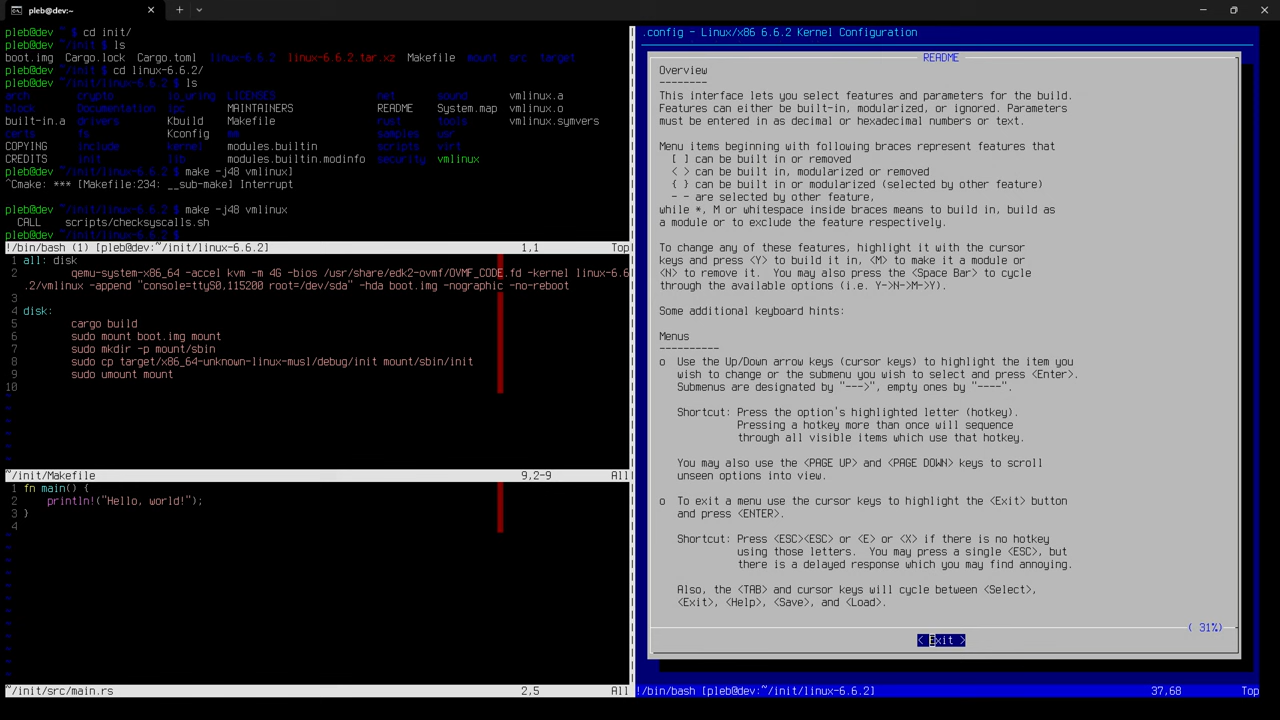 pleb@dev:~
pleb@dev ~ $ cd init/
pleb@dev ~/init $ ls
boot.img Cargo.lock Cargo.toml linux-6.6.2 linux-6.6.2.tar.xz Makefile mount src target
pleb@dev ~/init $ cd linux-6.6.2/
pleb@dev ~/init/linux-6.6.2 $ ls
arch crypto io_uring LICENSES net sound vmlinux.a
block Documentation ipc MAINTAINERS README System.map vmlinux.o
built-in.a drivers Kbuild Makefile rust tools vmlinux.symvers
certs fs Kconfig mm samples usr
COPYING include kernel modules.builtin scripts virt
CREDITS init lib modules.builtin.modinfo security vmlinux
pleb@dev ~/init/linux-6.6.2 $ make -j48 vmlinux]
^Cmake: *** [Makefile:234: __sub-make] Interrupt
pleb@dev ~/init/linux-6.6.2 $ make -j48 vmlinux
CALL scripts/checksyscalls.sh
pleb@dev ~/init/linux-6.6.2 $
!/bin/bash (1) [pleb@dev:~/init/linux-6.6.2] 1,1 Top
1 all: disk
2 qemu-system-x86_64 -accel kvm -m 4G -bios /usr/share/edk2-ovmf/OVMF_CODE.fd -kernel linux-6.6
.2/vmlinux -append "console=ttyS0,115200 root=/dev/sda" -hda boot.img -nographic -no-reboot
3
4 disk:
5 cargo build
6 sudo mount boot.img mount
7 sudo mkdir -p mount/sbin
8 sudo cp target/x86_64-unknown-linux-musl/debug/init mount/sbin/init
9 sudo umount mount
10
~
~
~
~
~
~/init/Makefile 9,2-9 All
1 fn main() {
2 println!("Hello, world!");
3 }
4
~
~
~
~
~
~
~
~
~
~
~
~
~/init/src/main.rs 2,5 All
.config - Linux/x86 6.6.2 Kernel Configuration
README
Overview
--------
This interface lets you select features and parameters for the build.
Features can either be built-in, modularized, or ignored. Parameters
must be entered in as decimal or hexadecimal numbers or text.
Menu items beginning with following braces represent features that
[ ] can be built in or removed
< > can be built in, modularized or removed
{ } can be built in or modularized (selected by other feature)
- - are selected by other feature,
while *, M or whitespace inside braces means to build in, build as
a module or to exclude the feature respectively.
To change any of these features, highlight it with the cursor
keys and press <Y> to build it in, <M> to make it a module or
<N> to remove it. You may also press the <Space Bar> to cycle
through the available options (i.e. Y->N->M->Y).
Some additional keyboard hints:
Menus
----------
o Use the Up/Down arrow keys (cursor keys) to highlight the item you
wish to change or the submenu you wish to select and press <Enter>.
Submenus are designated by "--->", empty ones by "----".
Shortcut: Press the option's highlighted letter (hotkey).
Pressing a hotkey more than once will sequence
through all visible items which use that hotkey.
You may also use the <PAGE UP> and <PAGE DOWN> keys to scroll
unseen options into view.
o To exit a menu use the cursor keys to highlight the <Exit> button
and press <ENTER>.
Shortcut: Press <ESC><ESC> or <E> or <X> if there is no hotkey
using those letters. You may press a single <ESC>, but
there is a delayed response which you may find annoying.
Also, the <TAB> and cursor keys will cycle between <Select>,
<Exit>, <Help>, <Save>, and <Load>.
( 31%)
< Exit >
!/bin/bash [pleb@dev:~/init/linux-6.6.2] 37,68 Top